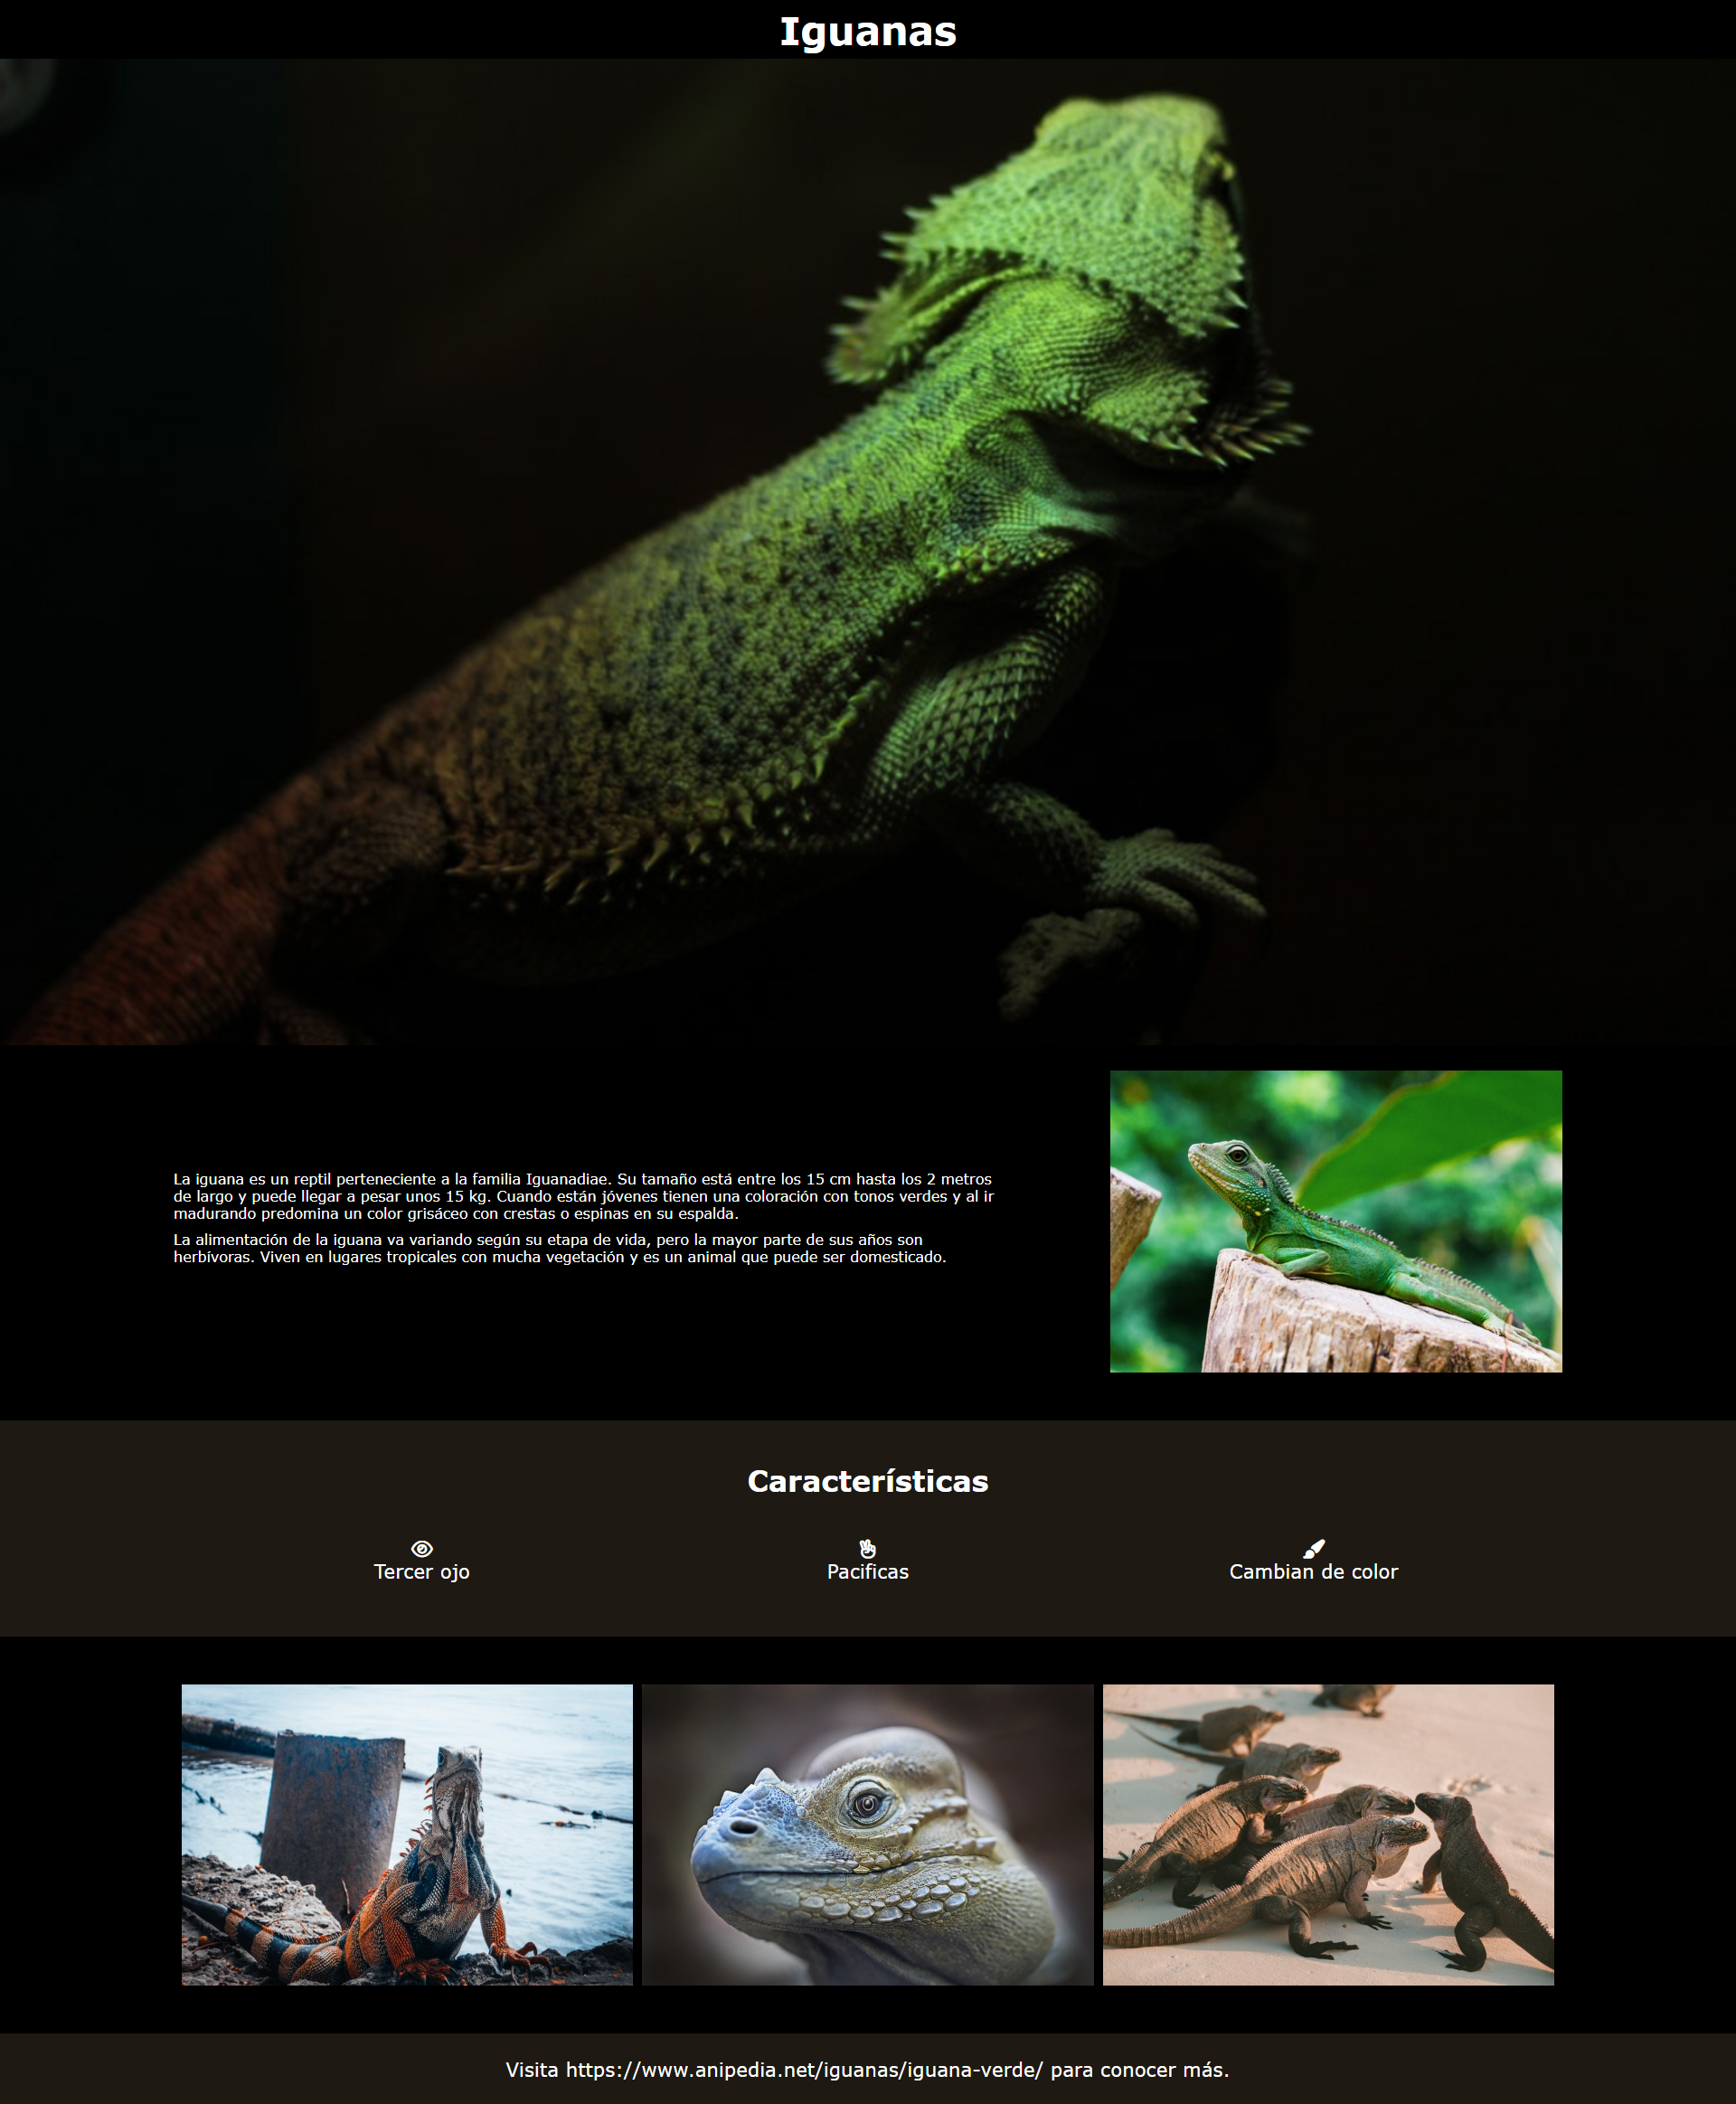 Iguanas
La iguana es un reptil perteneciente a la familia Iguanadiae. Su tamaño está entre los 15 cm hasta los 2 metros
de largo y puede llegar a pesar unos 15 kg. Cuando están jóvenes tienen una coloración con tonos verdes y al ir
madurando predomina un color grisáceo con crestas o espinas en su espalda.
La alimentación de la iguana va variando según su etapa de vida, pero la mayor parte de sus años son
herbívoras. Viven en lugares tropicales con mucha vegetación y es un animal que puede ser domesticado.
Características
Tercer ojo
Pacificas
Cambian de color
Visita https://www.anipedia.net/iguanas/iguana-verde/ para conocer más.